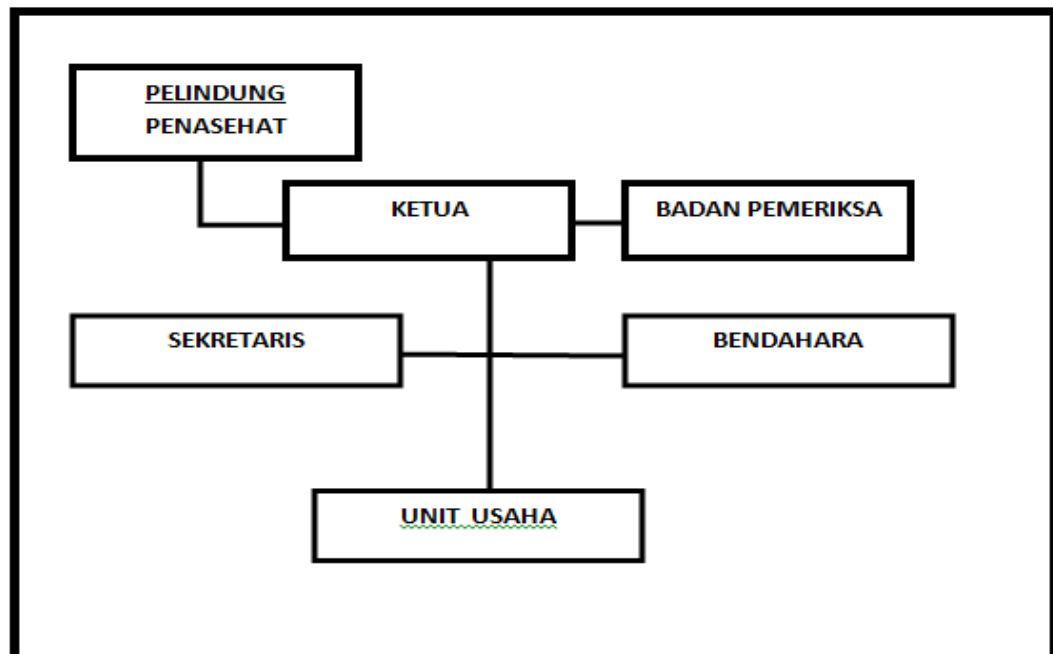 PELINDUNG
PENASEHAT
KETUA
BADAN PEMERIKSA
SEKRETARIS
BENDAHARA
UNIT USAHA